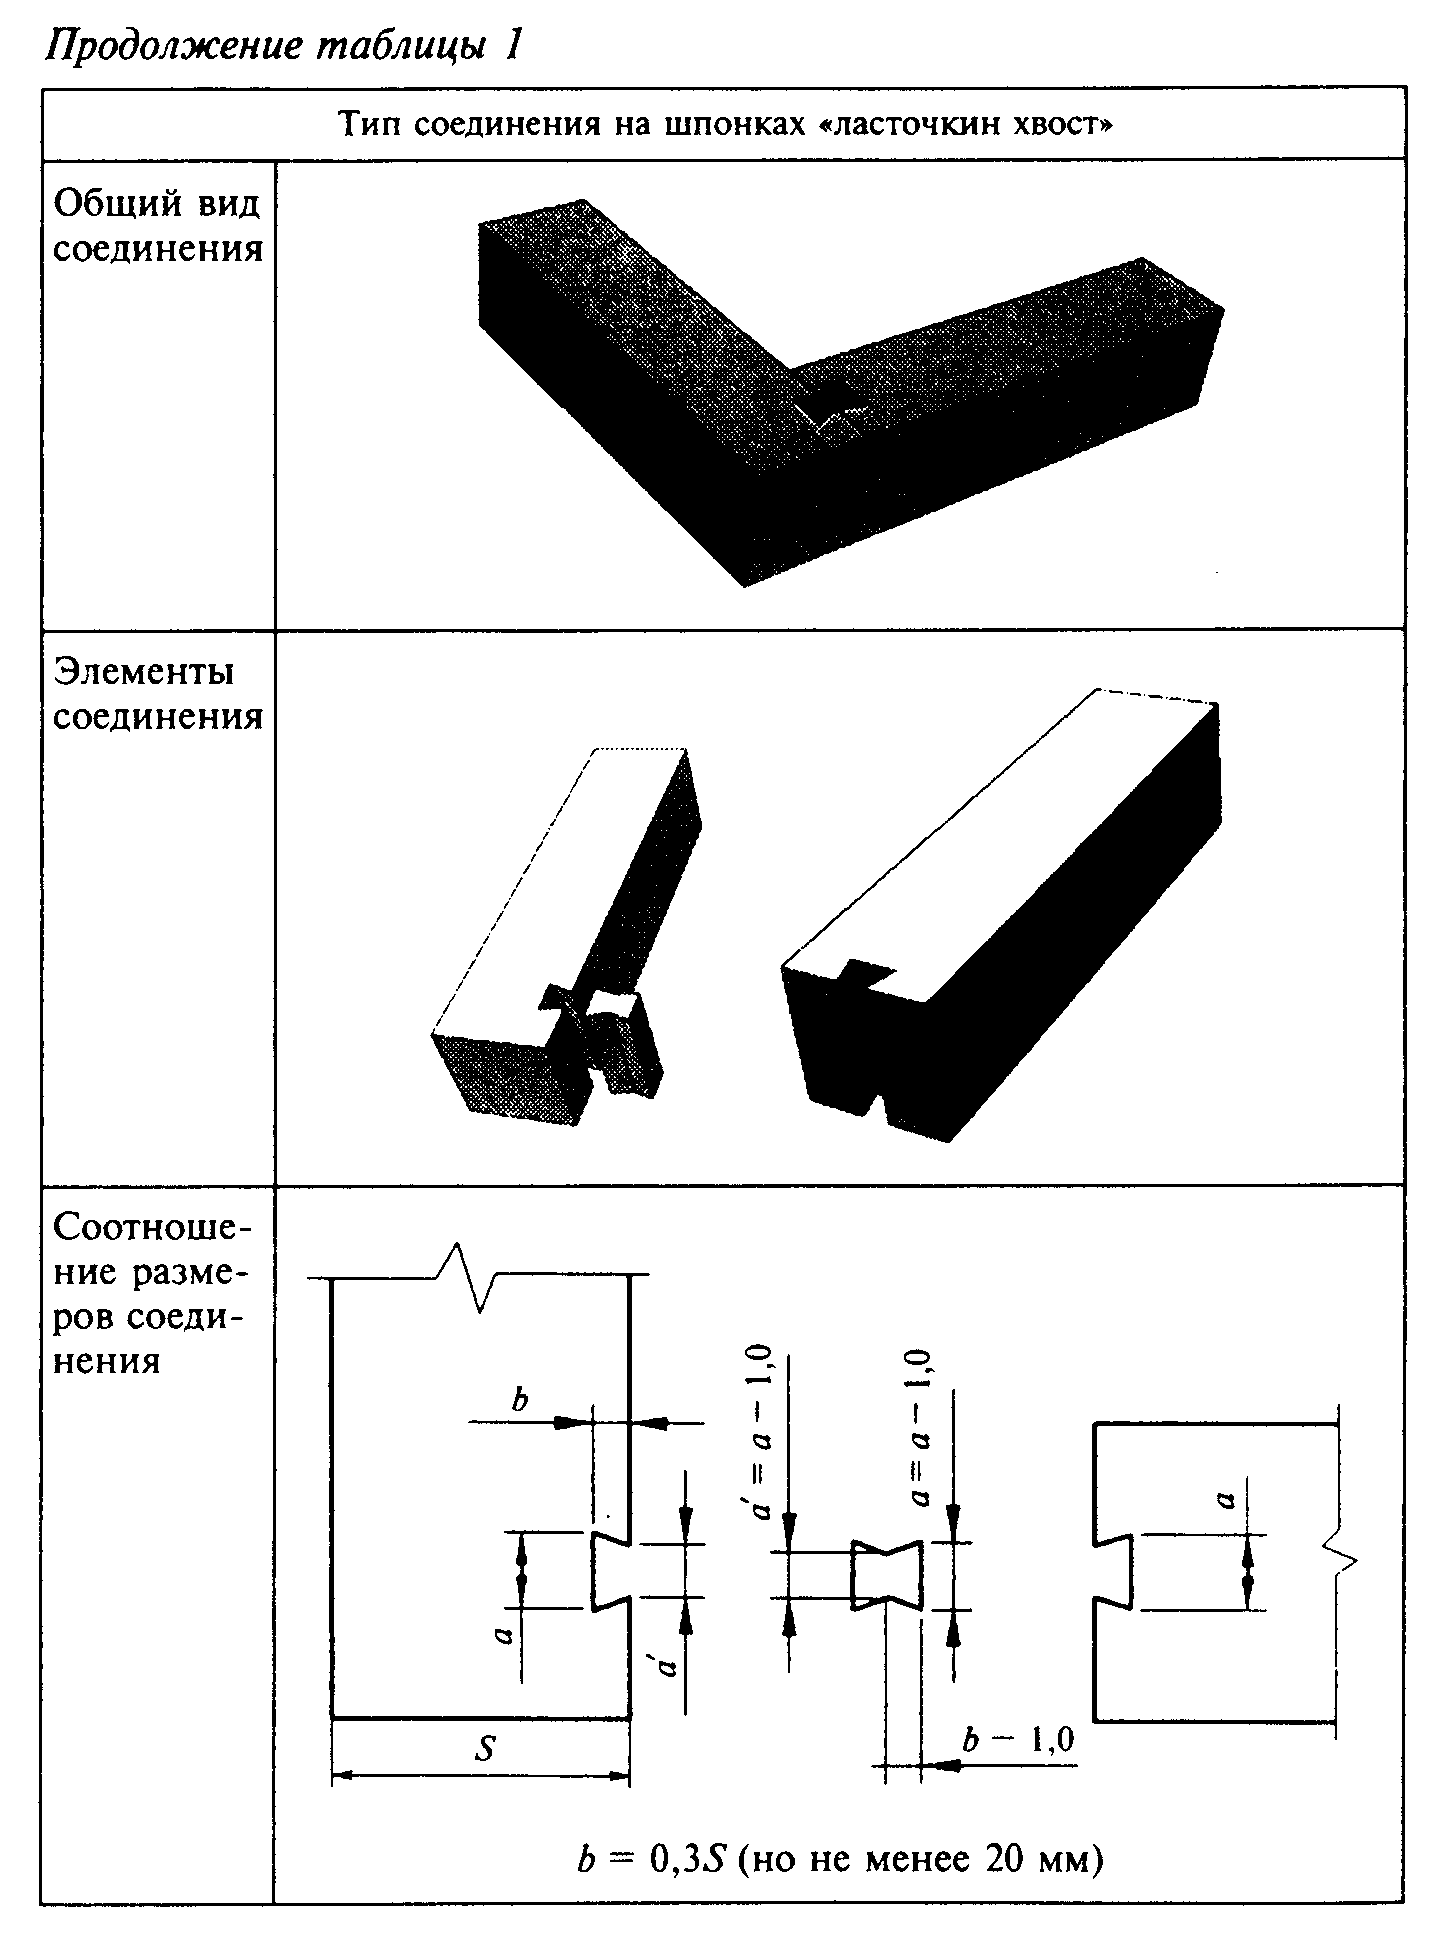 Продолжение таблицы 1
Тип соединения на шпонках «ласточкин хвост»
Общий вид
соединения
Элементы
соединения
Соотноше-
ние разме-
ров соеди-
нения
b
a
a′
S
a′ = a − 1,0
a = a − 1,0
b − 1,0
a
b = 0,3S (но не менее 20 мм)